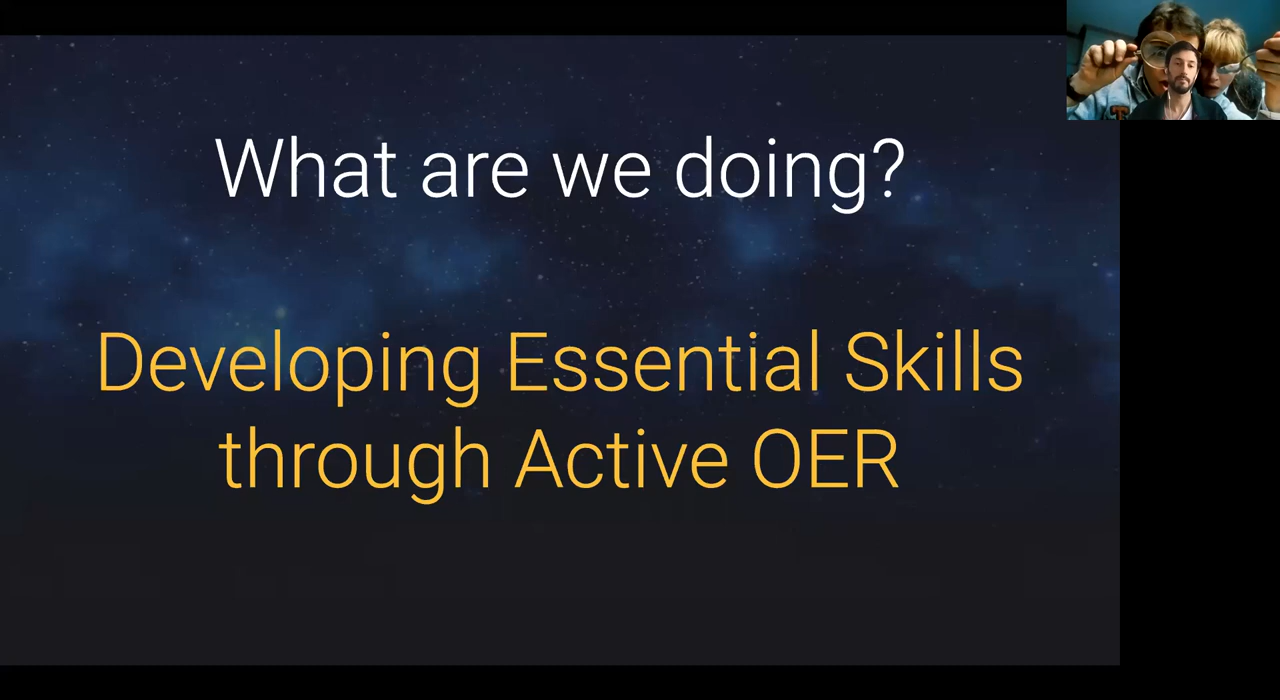 What are we doing?
Developing Essential Skills
through Active OER